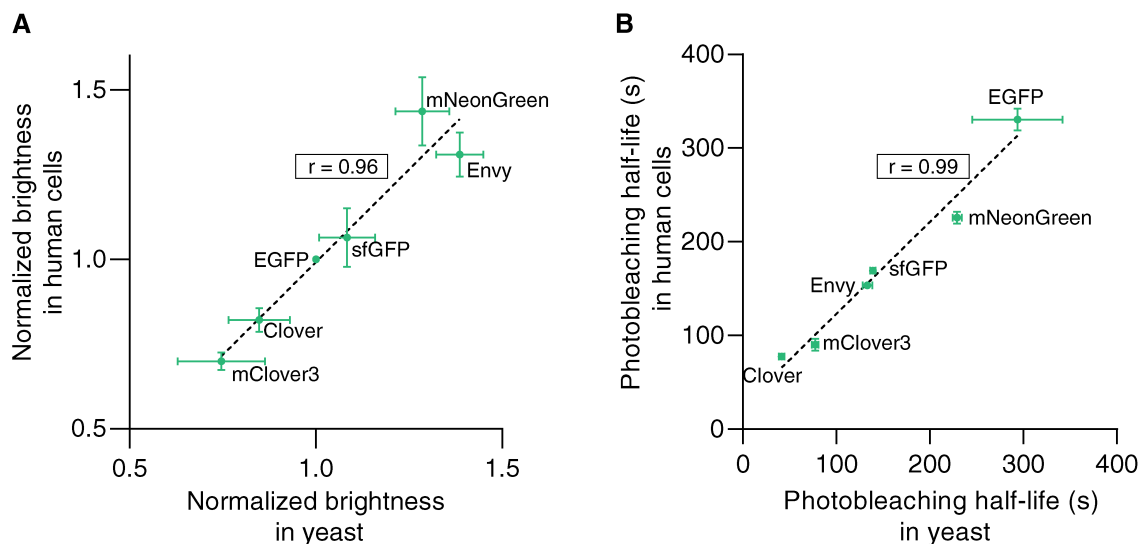 A
Normalized brightness
in human cells
1.5
1.0
0.5
mNeonGreen
r = 0.96
Envy
EGFP
sfGFP
Clover
mClover3
0.5
1.0
1.5
Normalized brightness
in yeast
B
Photobleaching half-life (s)
in human cells
400
300
200
100
0
EGFP
r = 0.99
mNeonGreen
sfGFP
Envy
mClover3
Clover
0
100
200
300
400
Photobleaching half-life (s)
in yeast